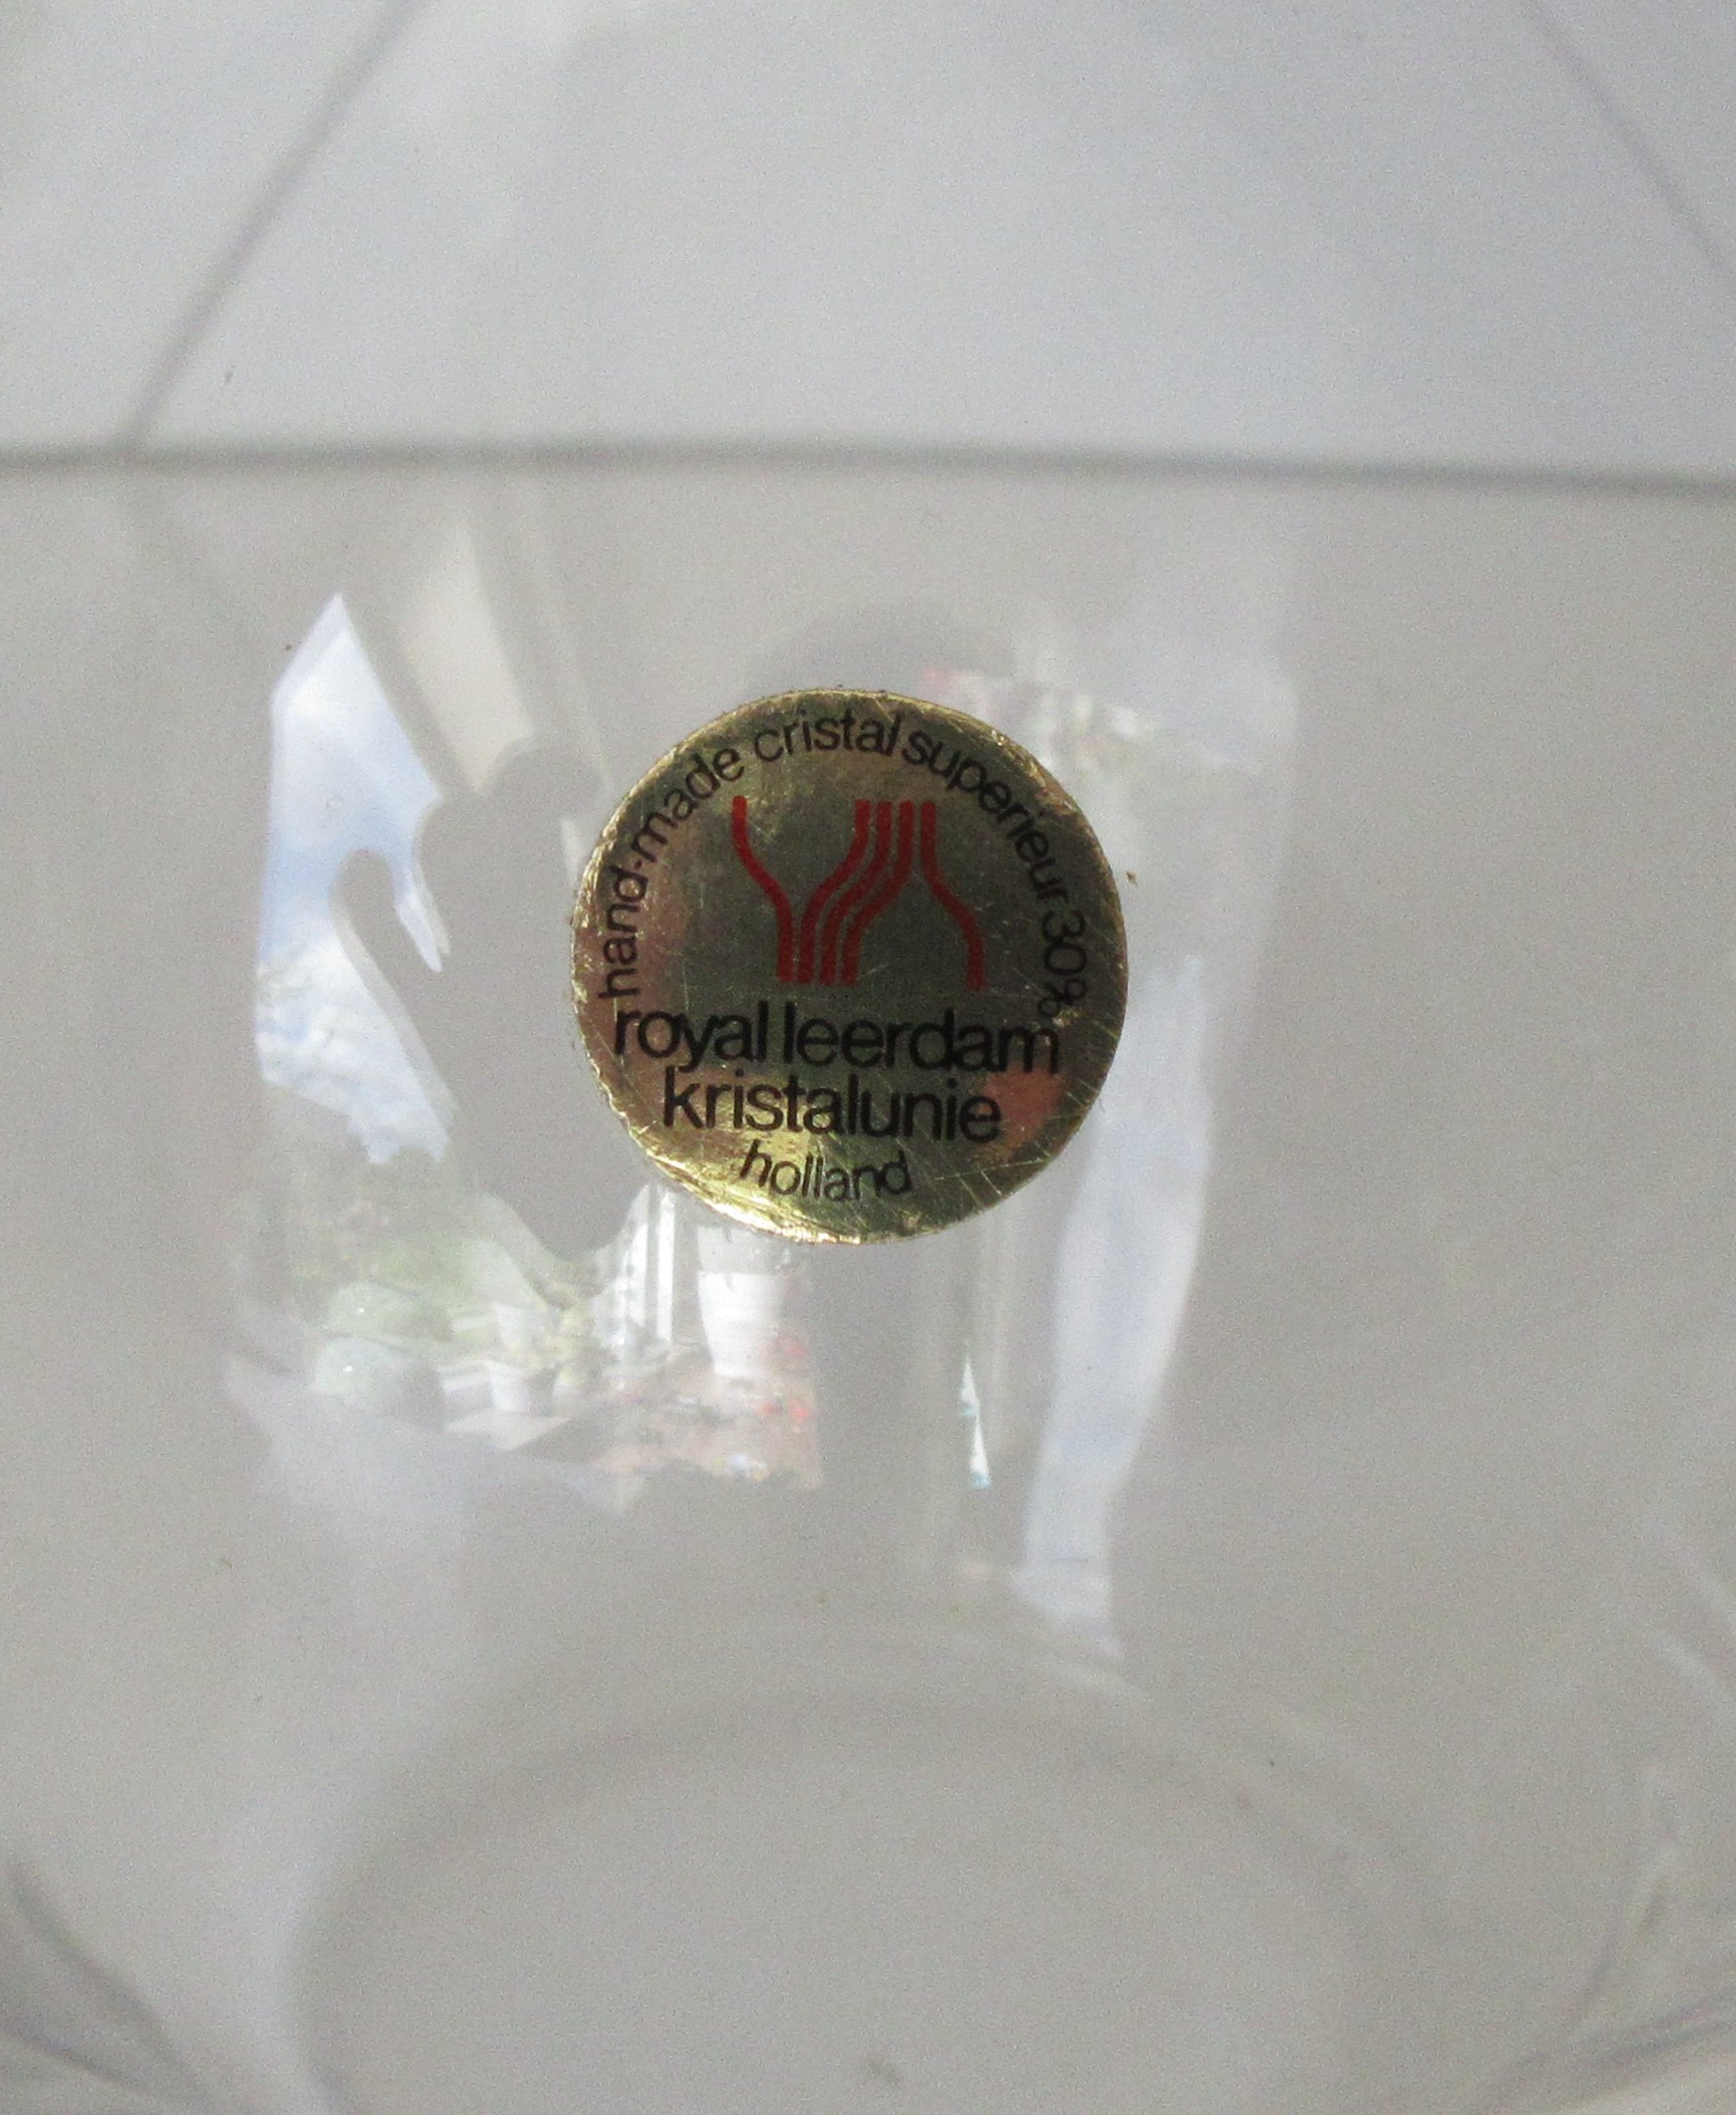 hand-made cristal superieur 30%
royal leerdam
kristalunie
holland